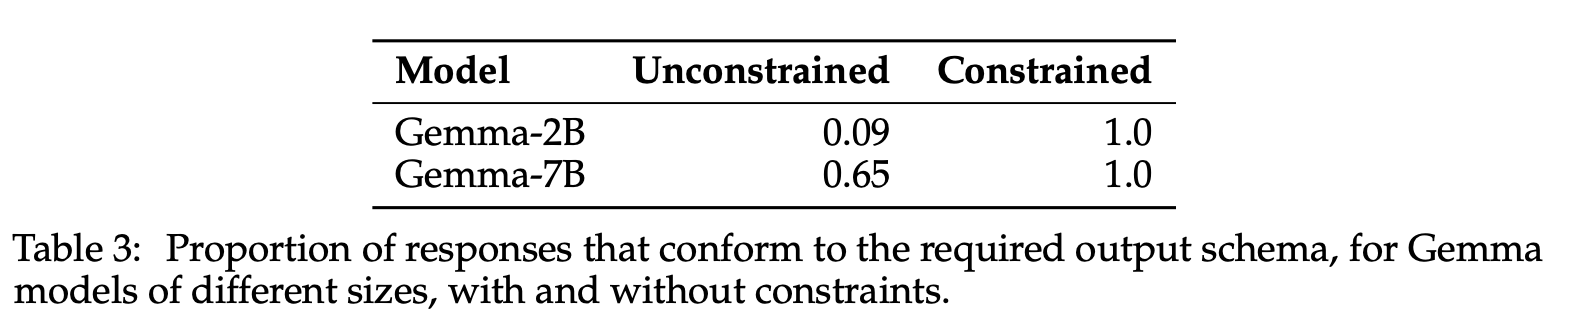 Model Unconstrained Constrained
Gemma-2B 0.09 1.0
Gemma-7B 0.65 1.0
Table 3: Proportion of responses that conform to the required output schema, for Gemma
models of different sizes, with and without constraints.